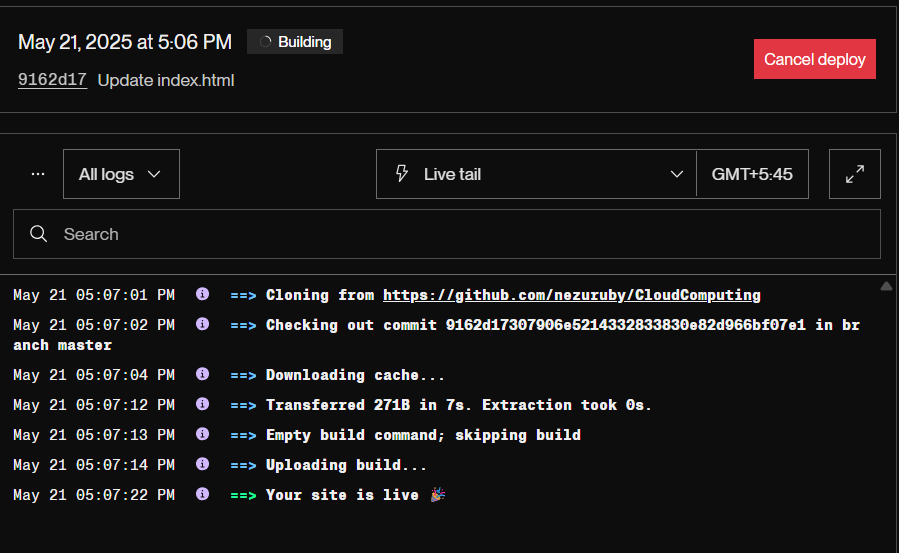 May 21, 2025 at 5:06 PM Building
Cancel deploy
9162d17 Update index.html
... All logs Live tail GMT+5:45
Search
May 21 05:07:01 PM ==> Cloning from https://github.com/nezuruby/CloudComputing
May 21 05:07:02 PM ==> Checking out commit 9162d17307906e5214332833830e82d966bf07e1 in br
anch master
May 21 05:07:04 PM ==> Downloading cache...
May 21 05:07:12 PM ==> Transferred 271B in 7s. Extraction took 0s.
May 21 05:07:13 PM ==> Empty build command; skipping build
May 21 05:07:14 PM ==> Uploading build...
May 21 05:07:22 PM ==> Your site is live 🎉